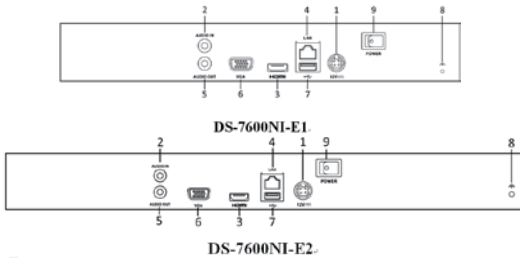 2 4 1 9 8
AUDIO IN LAN
POWER
AUDIO OUT VGA HDMI 12V
5 6 3 7
DS-7600NI-E1
2 4 1 9 8
AUDIO IN LAN
POWER
AUDIO OUT VGA HDMI 12V
5 6 3 7
DS-7600NI-E2